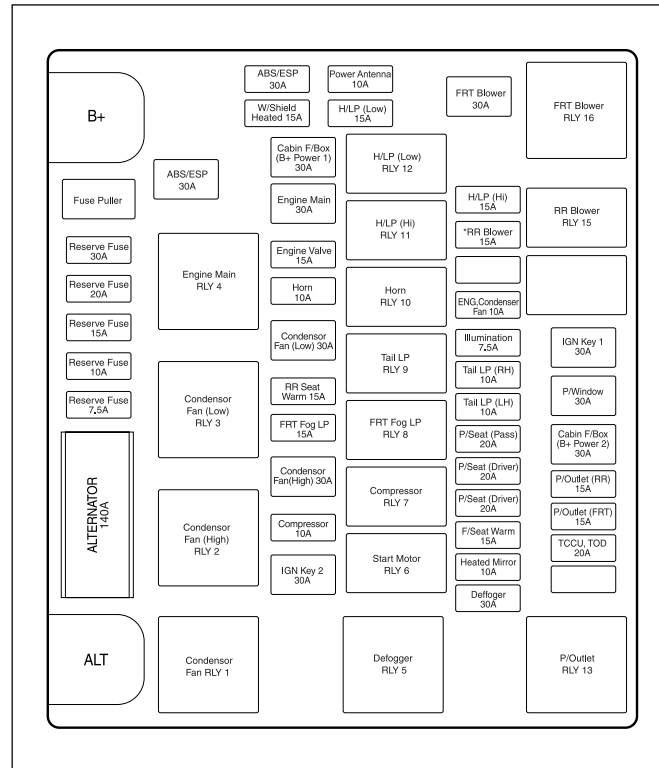 B+
Fuse Puller
Reserve Fuse
30A
Reserve Fuse
20A
Reserve Fuse
15A
Reserve Fuse
10A
Reserve Fuse
7.5A
ALTERNATOR
140A
ALT
ABS/ESP
30A
Engine Main
RLY 4
Condensor
Fan (Low)
RLY 3
Condensor
Fan (High)
RLY 2
Condensor
Fan RLY 1
ABS/ESP
30A
W/Shield
Heated 15A
Cabin F/Box
(B+ Power 1)
30A
Engine Main
30A
Engine Valve
15A
Horn
10A
Condensor
Fan (Low) 30A
RR Seat
Warm 15A
FRT Fog LP
15A
Condensor
Fan(High) 30A
Compressor
10A
IGN Key 2
30A
Power Antenna
10A
H/LP (Low)
15A
H/LP (Low)
RLY 12
H/LP (Hi)
RLY 11
Horn
RLY 10
Tail LP
RLY 9
FRT Fog LP
RLY 8
Compressor
RLY 7
Start Motor
RLY 6
Defogger
RLY 5
FRT Blower
30A
H/LP (Hi)
15A
*RR Blower
15A
ENG,Condenser
Fan 10A
Illumination
7.5A
Tail LP (RH)
10A
Tail LP (LH)
10A
P/Seat (Pass)
20A
P/Seat (Driver)
20A
P/Seat (Driver)
20A
F/Seat Warm
15A
Heated Mirror
10A
Deffoger
30A
FRT Blower
RLY 16
RR Blower
RLY 15
IGN Key 1
30A
P/Window
30A
Cabin F/Box
(B+ Power 2)
30A
P/Outlet (RR)
15A
P/Outlet (FRT)
15A
TCCU, TOD
20A
P/Outlet
RLY 13